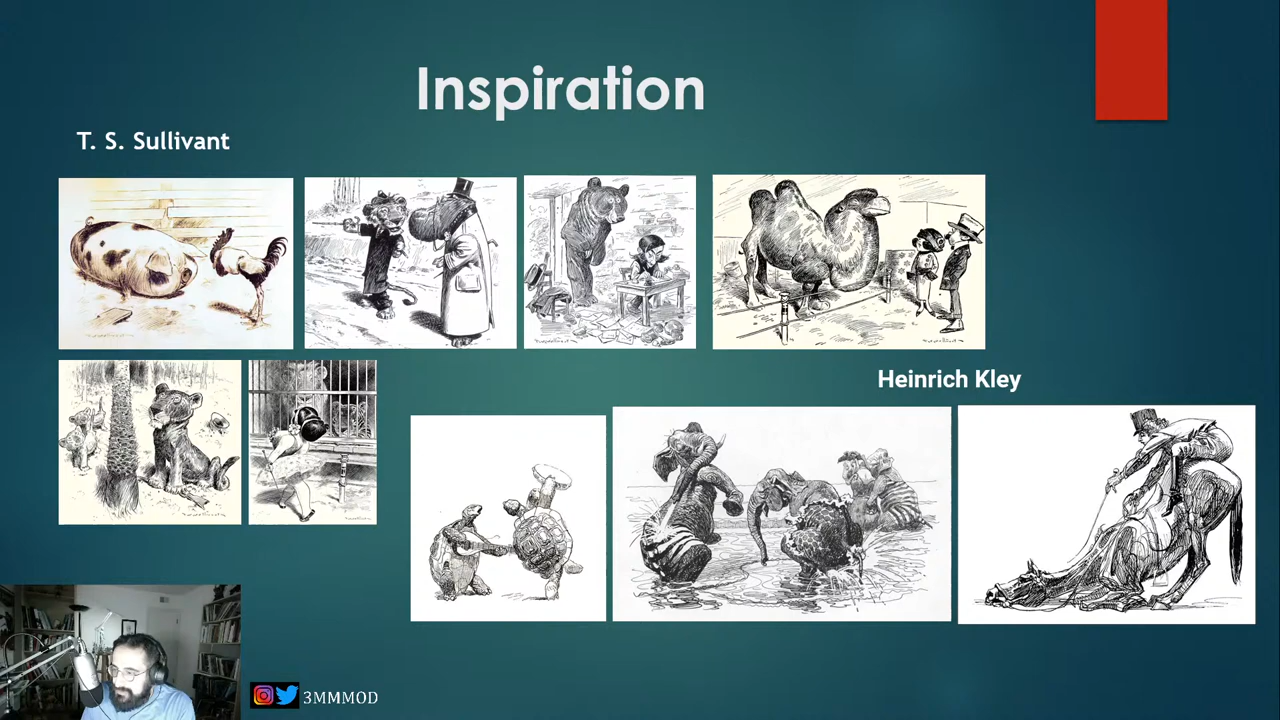 Inspiration
T. S. Sullivant
Heinrich Kley
3MMMOD